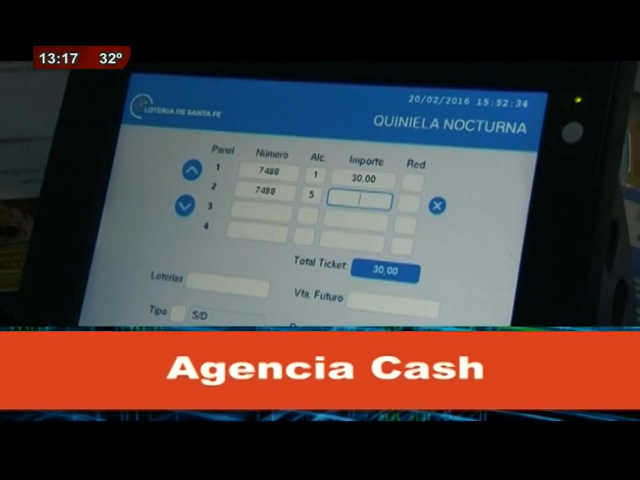 13:17 32º
20/02/2016 15:52:34
LOTERIA DE SANTA FE
QUINIELA NOCTURNA
Panel Número Alc. Importe Red.
1 7488 1 30,00
2 7488 5
3
4
Total Ticket 30,00
Loterías
Vta. Futuro
Tipo S/D
Agencia Cash